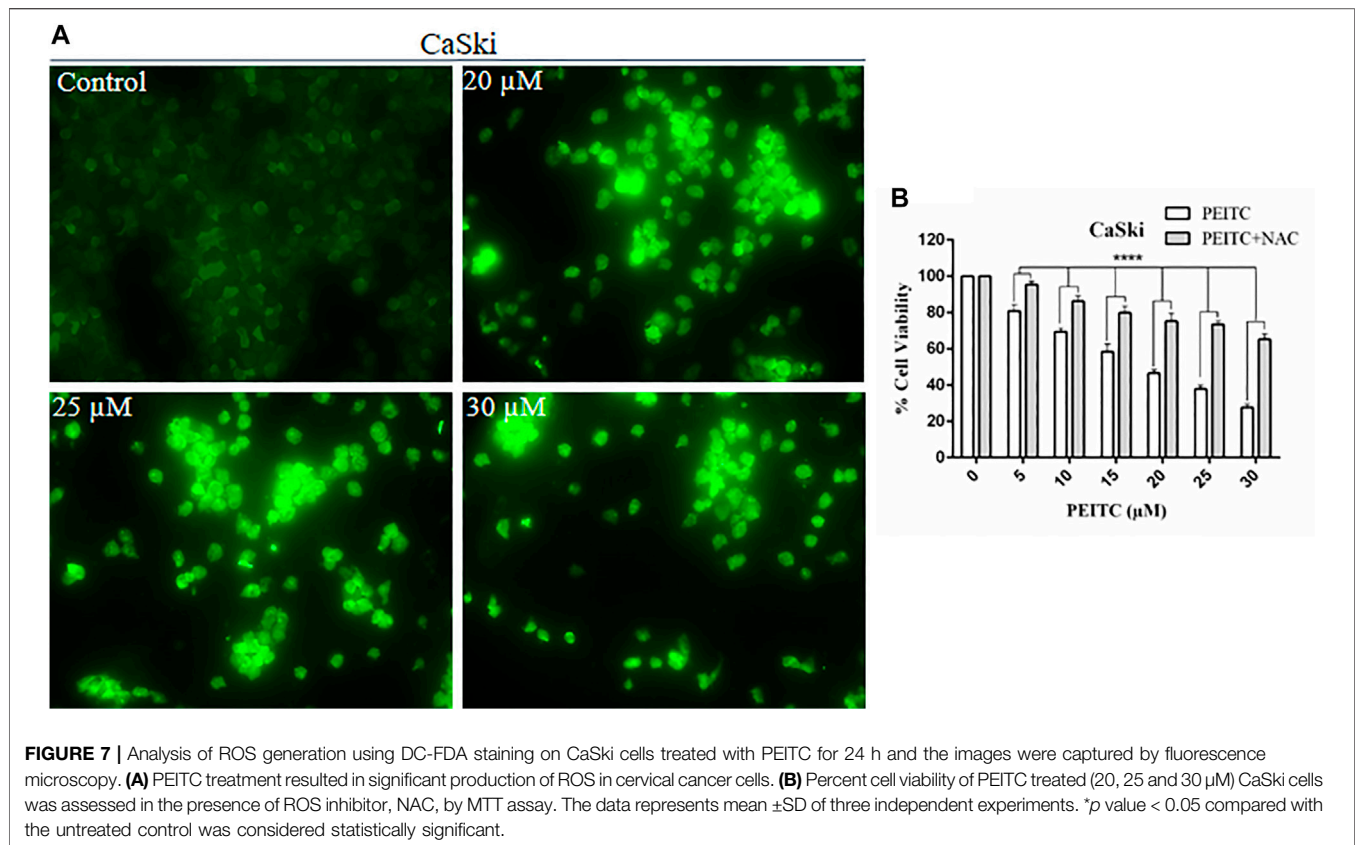 A
CaSki
Control
20 µM
25 µM
30 µM
B
CaSki
PEITC
PEITC+NAC
****
% Cell Viability
120
100
80
60
40
20
0
0 5 10 15 20 25 30
PEITC (µM)
FIGURE 7 | Analysis of ROS generation using DC-FDA staining on CaSki cells treated with PEITC for 24 h and the images were captured by fluorescence
microscopy. (A) PEITC treatment resulted in significant production of ROS in cervical cancer cells. (B) Percent cell viability of PEITC treated (20, 25 and 30 µM) CaSki cells
was assessed in the presence of ROS inhibitor, NAC, by MTT assay. The data represents mean ±SD of three independent experiments. *p value < 0.05 compared with
the untreated control was considered statistically significant.